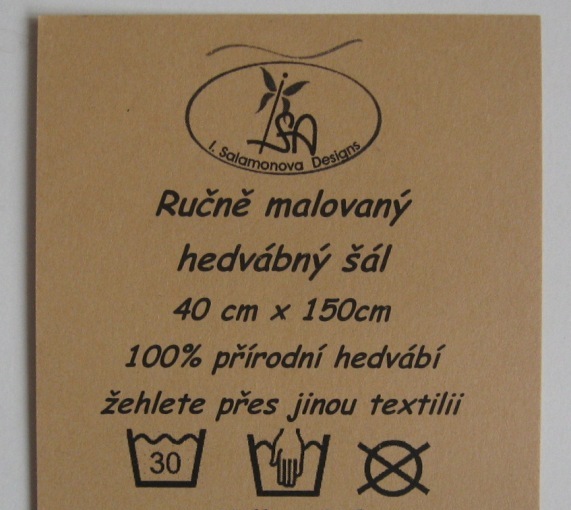 I. Salamonova Designs
Ručně malovaný
hedvábný šál
40 cm x 150cm
100% přírodní hedvábí
žehlete přes jinou textilii
30